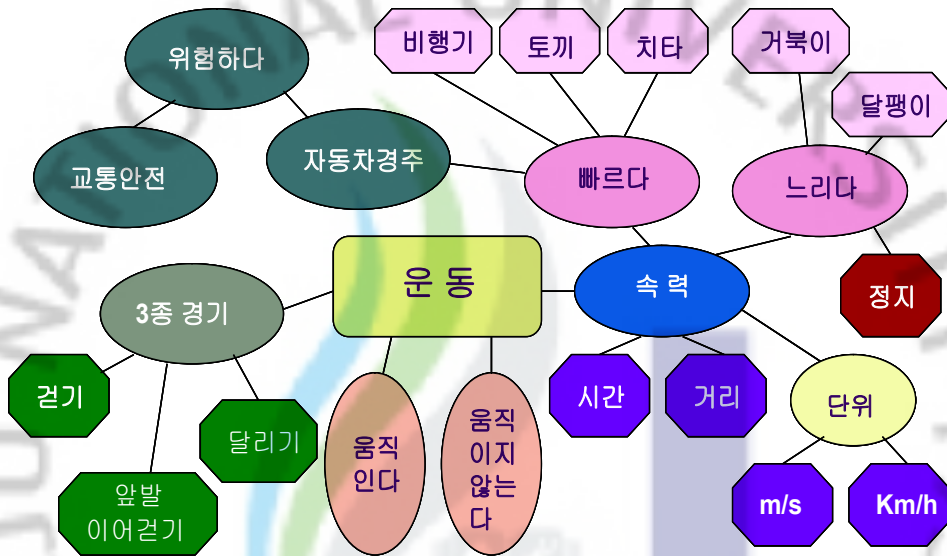 비행기
토끼
치타
거북이
위험하다
달팽이
교통안전
자동차경주
빠르다
느리다
운 동
속 력
정지
3종 경기
걷기
달리기
앞발
이어걷기
움직
인다
움직
이지
않는
다
시간
거리
단위
m/s
Km/h